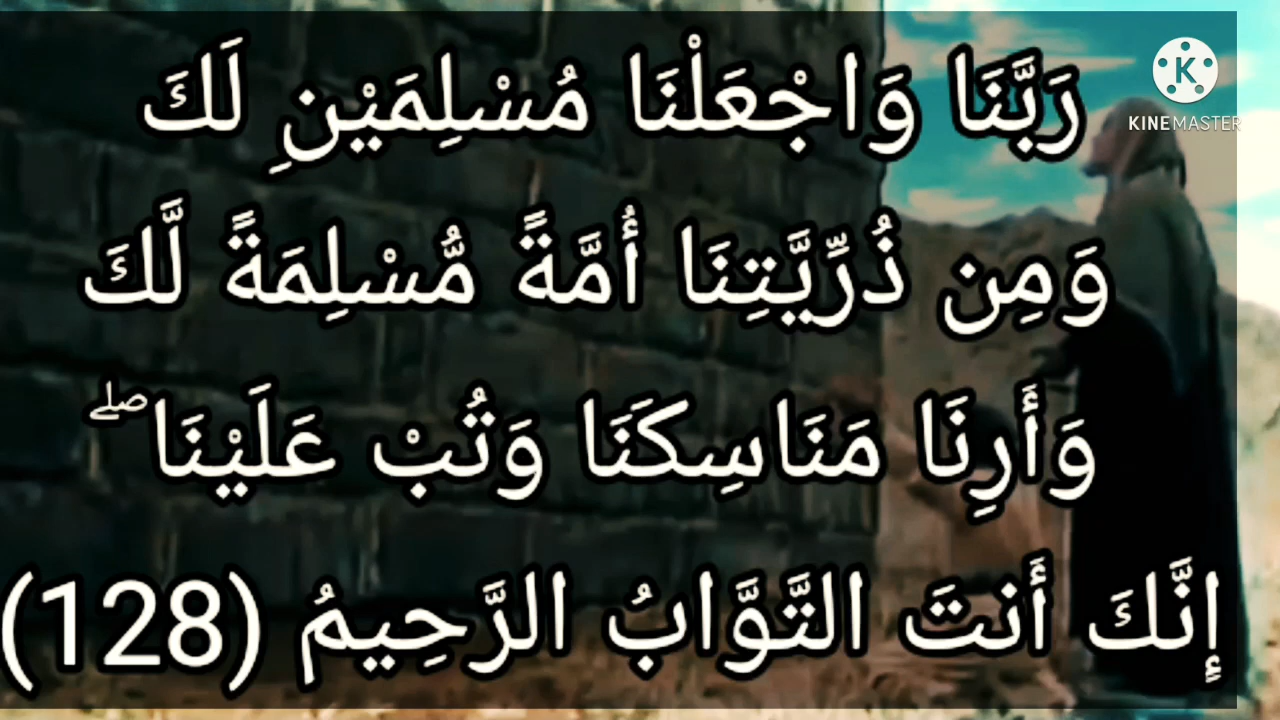 رَبَّنَا وَاجْعَلْنَا مُسْلِمَيْنِ لَكَ
وَمِن ذُرِّيَّتِنَا أُمَّةً مُّسْلِمَةً لَّكَ
وَأَرِنَا مَنَاسِكَنَا وَتُبْ عَلَيْنَا ۖ
إِنَّكَ أَنتَ التَّوَّابُ الرَّحِيمُ (128)
K
KINEMASTER